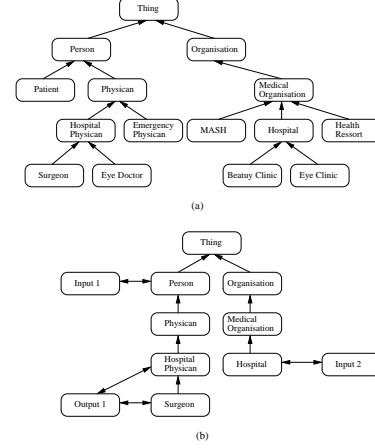 Thing
Person
Organisation
Patient
Physican
Medical
Organisation
Hospital
Physican
Emergency
Physican
MASH
Hospital
Health
Ressort
Surgeon
Eye Doctor
Beatuy Clinic
Eye Clinic
(a)
Thing
Input 1
Person
Organisation
Physican
Medical
Organisation
Hospital
Physican
Hospital
Input 2
Output 1
Surgeon
(b)